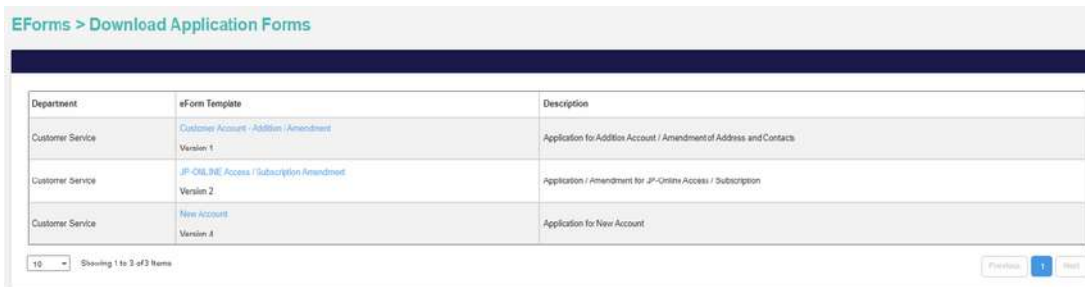 EForms > Download Application Forms
Department eForm Template Description
Customer Account - Addition / Amendment
Customer Service Application for Addition Account / Amendment of Address and Contacts
Version 1
JP-ONLINE Access / Subscription Amendment
Customer Service Application / Amendment for JP-Online Access / Subscription
Version 2
New Account
Customer Service Application for New Account
Version 4
10 Showing 1 to 3 of 3 Items Previous 1 Next